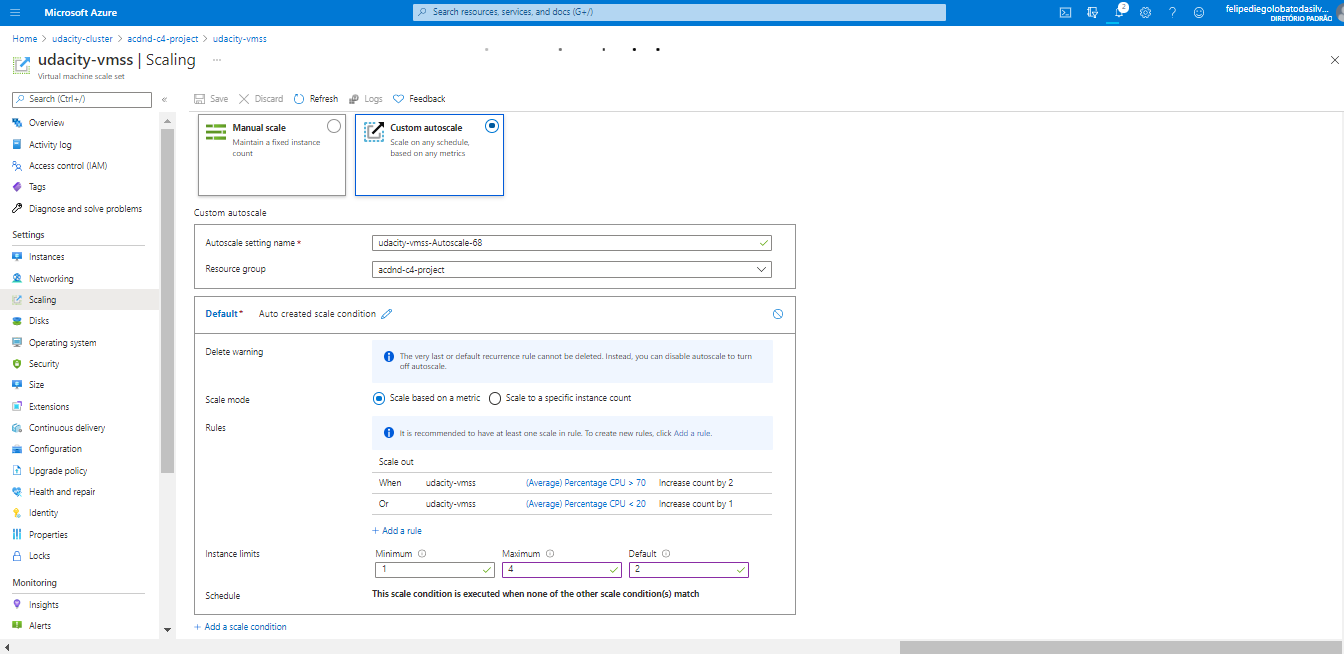 Microsoft Azure
Search resources, services, and docs (G+/)
2
felipediegolobatodasilv...
DIRETÓRIO PADRÃO
Home > udacity-cluster > acdnd-c4-project > udacity-vmss
udacity-vmss | Scaling ...
Virtual machine scale set
Search (Ctrl+/)
«
Save Discard Refresh Logs Feedback
Overview
Activity log
Access control (IAM)
Tags
Diagnose and solve problems
Settings
Instances
Networking
Scaling
Disks
Operating system
Security
Size
Extensions
Continuous delivery
Configuration
Upgrade policy
Health and repair
Identity
Properties
Locks
Monitoring
Insights
Alerts
Manual scale
Maintain a fixed instance
count
Custom autoscale
Scale on any schedule,
based on any metrics
Custom autoscale
Autoscale setting name * udacity-vmss-Autoscale-68
Resource group acdnd-c4-project
Default* Auto created scale condition
Delete warning
The very last or default recurrence rule cannot be deleted. Instead, you can disable autoscale to turn
off autoscale.
Scale mode Scale based on a metric Scale to a specific instance count
Rules
It is recommended to have at least one scale in rule. To create new rules, click Add a rule.
Scale out
When udacity-vmss (Average) Percentage CPU > 70 Increase count by 2
Or udacity-vmss (Average) Percentage CPU < 20 Increase count by 1
+ Add a rule
Instance limits Minimum Maximum Default
1 4 2
Schedule This scale condition is executed when none of the other scale condition(s) match
+ Add a scale condition